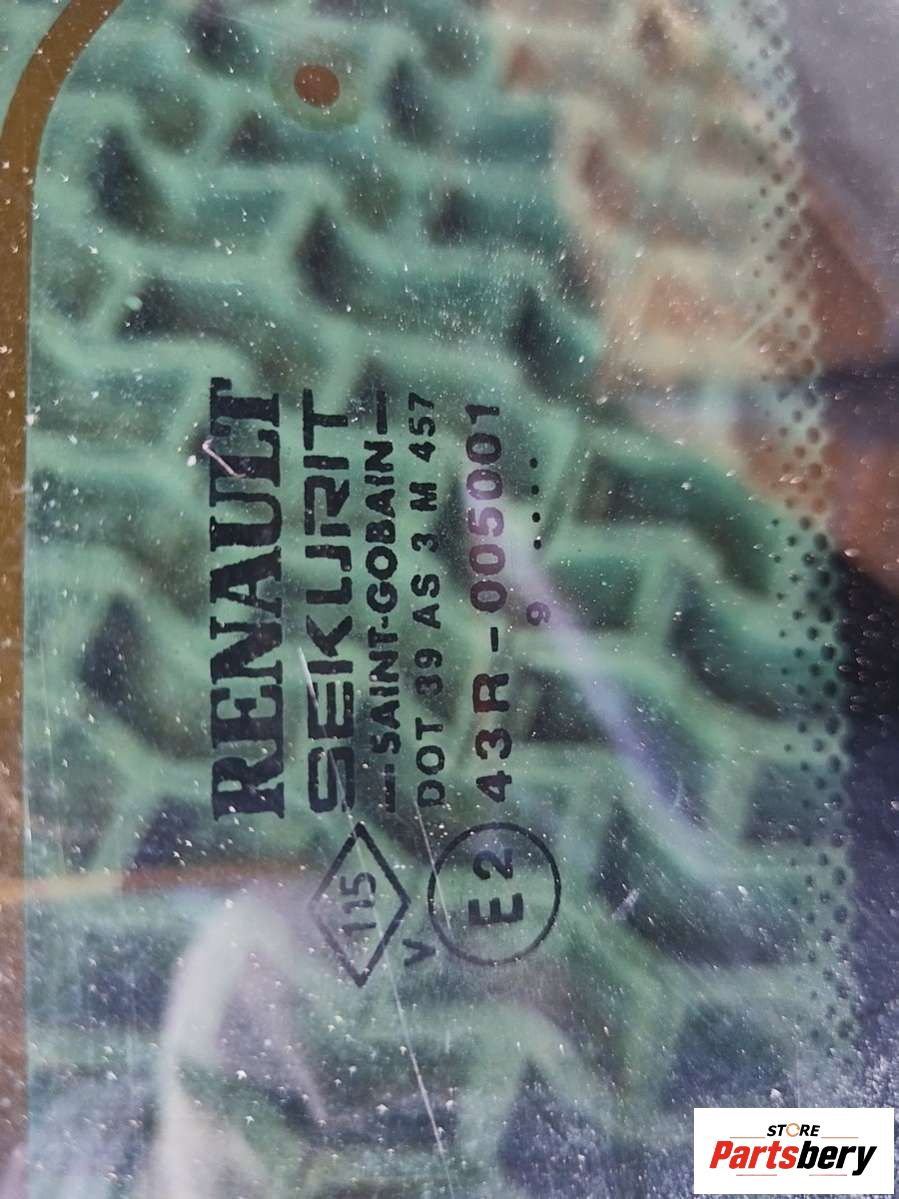 RENAULT
SEKURIT
—SAINT-GOBAIN—
DOT 39 AS 3 M 457
43R-005001
9 ....
115
V
E2
STORE
Partsbery